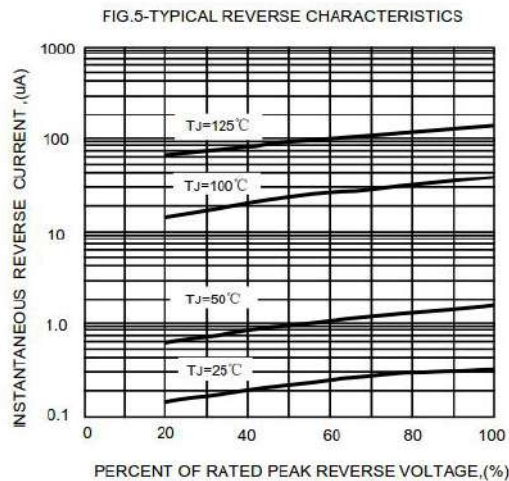 FIG.5-TYPICAL REVERSE CHARACTERISTICS
INSTANTANEOUS REVERSE CURRENT ,(uA)
1000
100
10
1.0
0.1
TJ=125℃
TJ=100℃
TJ=50℃
TJ=25℃
0 20 40 60 80 100
PERCENT OF RATED PEAK REVERSE VOLTAGE,(%)